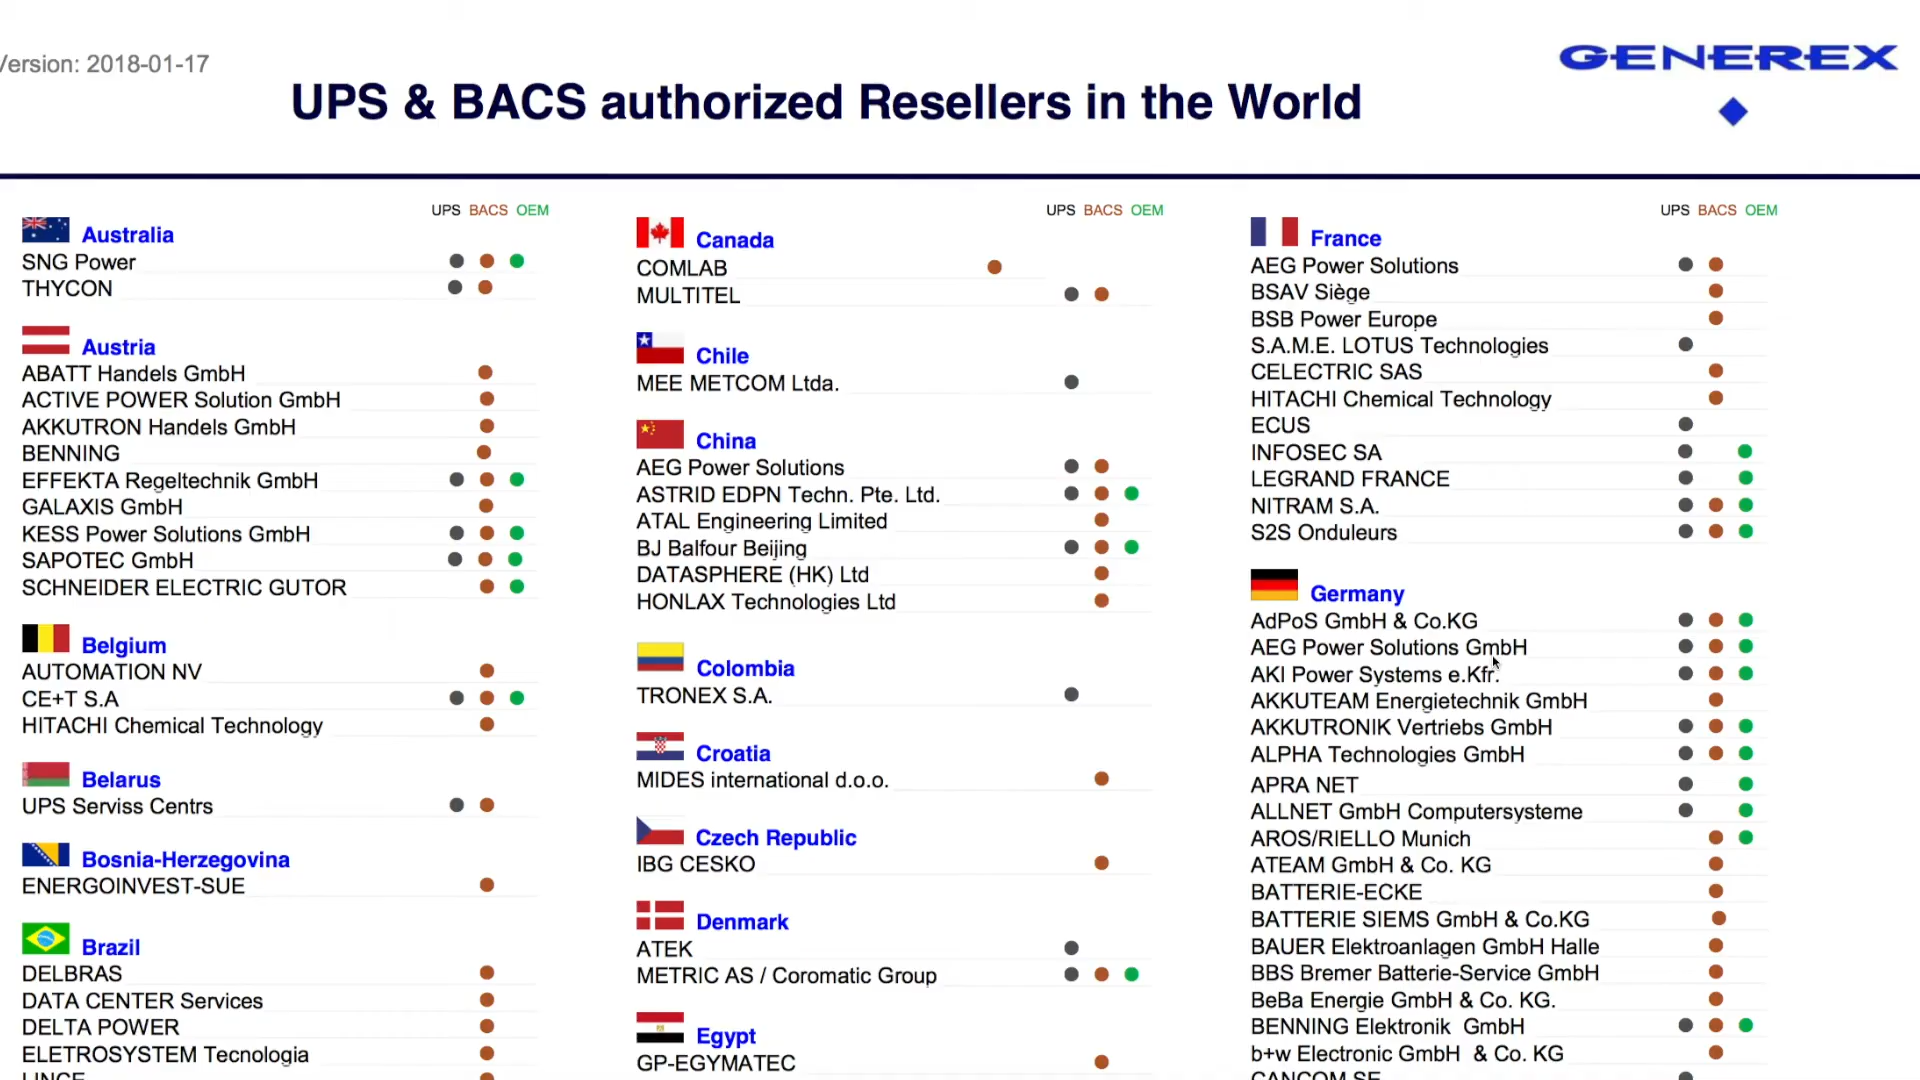 Version: 2018-01-17
GENEREX
UPS & BACS authorized Resellers in the World
UPS BACS OEM
Australia
SNG Power
THYCON
Austria
ABATT Handels GmbH
ACTIVE POWER Solution GmbH
AKKUTRON Handels GmbH
BENNING
EFFEKTA Regeltechnik GmbH
GALAXIS GmbH
KESS Power Solutions GmbH
SAPOTEC GmbH
SCHNEIDER ELECTRIC GUTOR
Belgium
AUTOMATION NV
CE+T S.A
HITACHI Chemical Technology
Belarus
UPS Serviss Centrs
Bosnia-Herzegovina
ENERGOINVEST-SUE
Brazil
DELBRAS
DATA CENTER Services
DELTA POWER
ELETROSYSTEM Tecnologia
LINCE
UPS BACS OEM
Canada
COMLAB
MULTITEL
Chile
MEE METCOM Ltda.
China
AEG Power Solutions
ASTRID EDPN Techn. Pte. Ltd.
ATAL Engineering Limited
BJ Balfour Beijing
DATASPHERE (HK) Ltd
HONLAX Technologies Ltd
Colombia
TRONEX S.A.
Croatia
MIDES international d.o.o.
Czech Republic
IBG CESKO
Denmark
ATEK
METRIC AS / Coromatic Group
Egypt
GP-EGYMATEC
UPS BACS OEM
France
AEG Power Solutions
BSAV Siège
BSB Power Europe
S.A.M.E. LOTUS Technologies
CELECTRIC SAS
HITACHI Chemical Technology
ECUS
INFOSEC SA
LEGRAND FRANCE
NITRAM S.A.
S2S Onduleurs
Germany
AdPoS GmbH & Co.KG
AEG Power Solutions GmbH
AKI Power Systems e.Kfr.
AKKUTEAM Energietechnik GmbH
AKKUTRONIK Vertriebs GmbH
ALPHA Technologies GmbH
APRA NET
ALLNET GmbH Computersysteme
AROS/RIELLO Munich
ATEAM GmbH & Co. KG
BATTERIE-ECKE
BATTERIE SIEMS GmbH & Co.KG
BAUER Elektroanlagen GmbH Halle
BBS Bremer Batterie-Service GmbH
BeBa Energie GmbH & Co. KG.
BENNING Elektronik GmbH
b+w Electronic GmbH & Co. KG
CANCOM SE